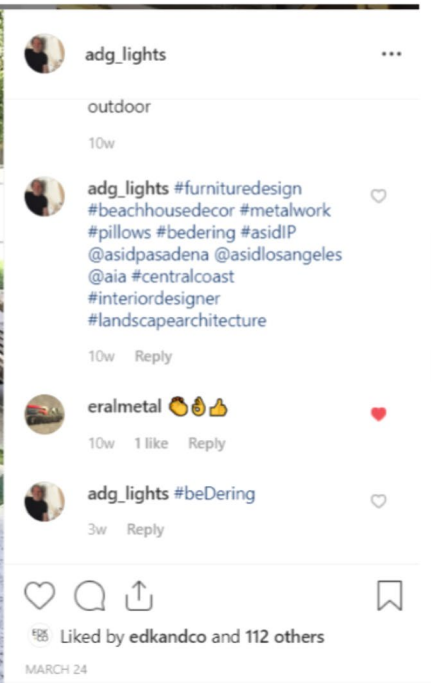 adg_lights
outdoor
10w
adg_lights #furnituredesign
#beachhousedecor #metalwork
#pillows #bedering #asidIP
@asidpasadena @asidlosangeles
@aia #centralcoast
#interiordesigner
#landscapearchitecture
10w Reply
eralmetal 👏👌👍
10w 1 like Reply
adg_lights #beDering
3w Reply
Liked by edkandco and 112 others
MARCH 24